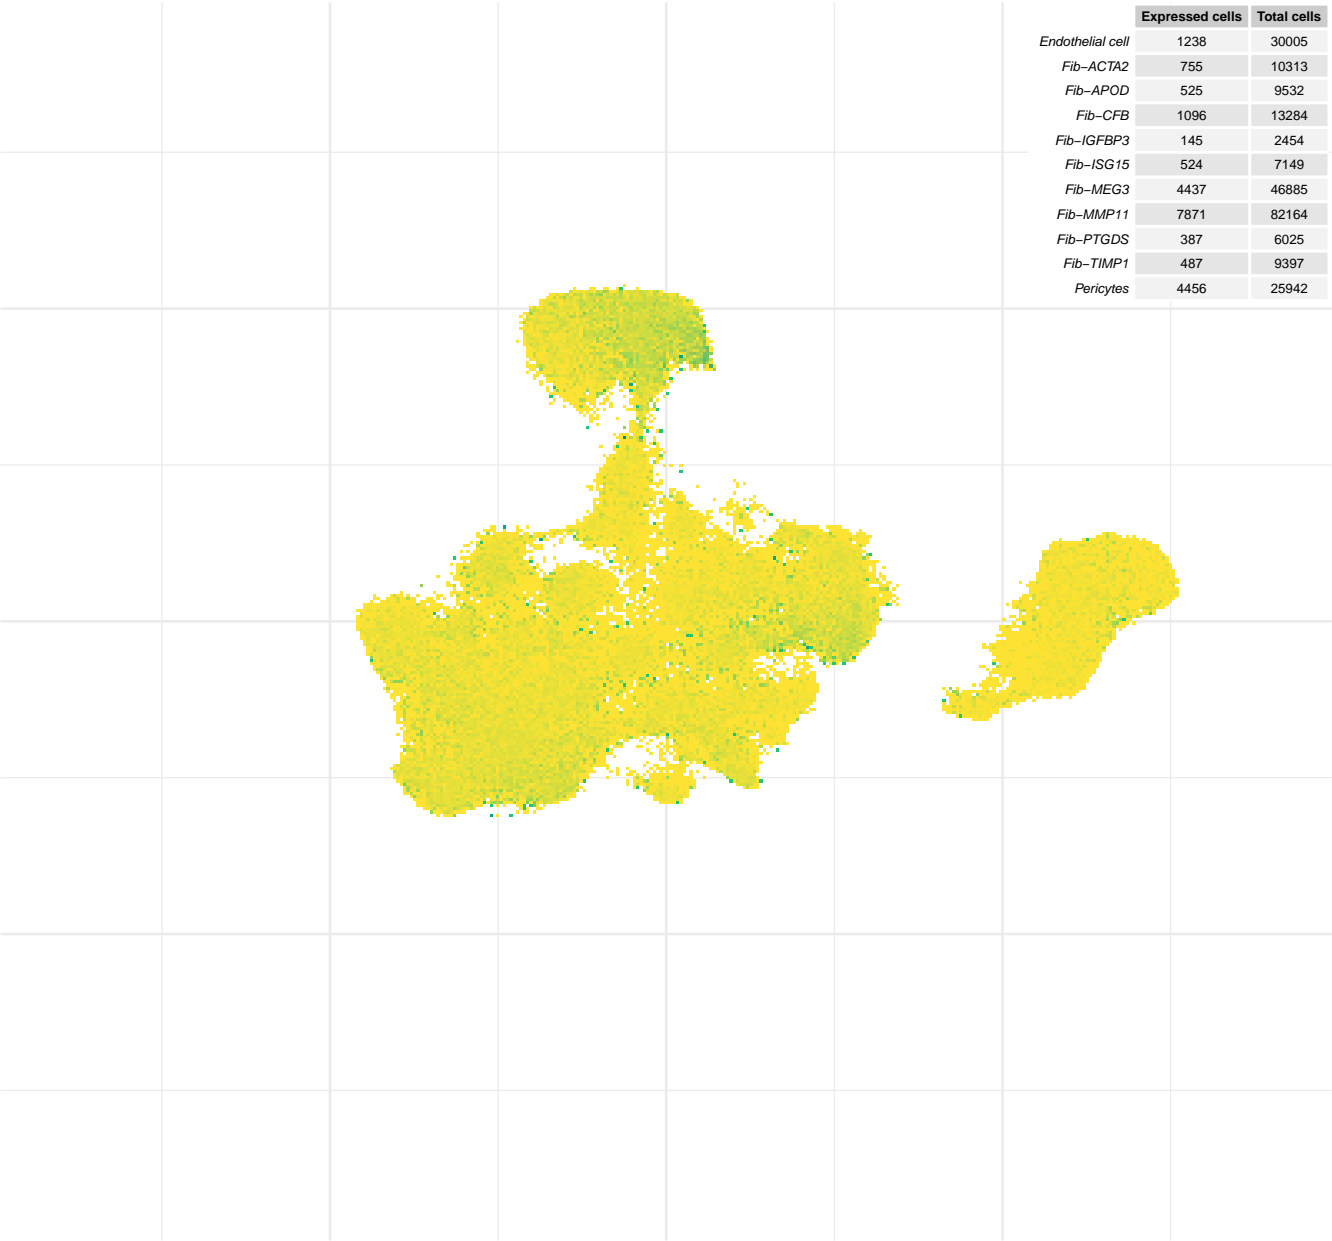 Expressed cells Total cells
Endothelial cell 1238 30005
Fib−ACTA2 755 10313
Fib−APOD 525 9532
Fib−CFB 1096 13284
Fib−IGFBP3 145 2454
Fib−ISG15 524 7149
Fib−MEG3 4437 46885
Fib−MMP11 7871 82164
Fib−PTGDS 387 6025
Fib−TIMP1 487 9397
Pericytes 4456 25942